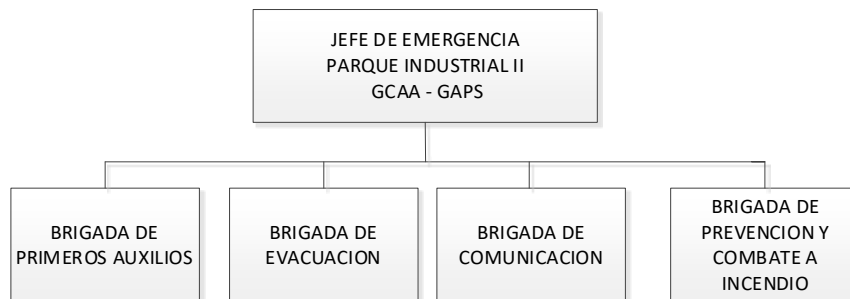 JEFE DE EMERGENCIA
PARQUE INDUSTRIAL II
GCAA - GAPS
BRIGADA DE
PRIMEROS AUXILIOS
BRIGADA DE
EVACUACION
BRIGADA DE
COMUNICACION
BRIGADA DE
PREVENCION Y
COMBATE A
INCENDIO